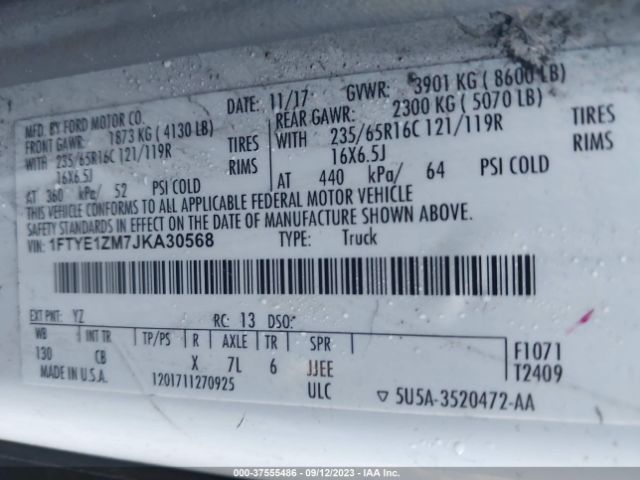 MFD. BY FORD MOTOR CO.
DATE: 11/17 GVWR: 3901 KG ( 8600 LB)
FRONT GAWR: 1873 KG ( 4130 LB)
REAR GAWR: 2300 KG ( 5070 LB)
WITH 235/65R16C 121/119R TIRES
WITH 235/65R16C 121/119R TIRES
16X6.5J RIMS
16X6.5J RIMS
AT 360 kPa/ 52 PSI COLD
AT 440 kPa/ 64 PSI COLD
THIS VEHICLE CONFORMS TO ALL APPLICABLE FEDERAL MOTOR VEHICLE
SAFETY STANDARDS IN EFFECT ON THE DATE OF MANUFACTURE SHOWN ABOVE.
VIN: 1FTYE1ZM7JKA30568 TYPE: Truck
EXT PNT: YZ RC: 13 DSO:
WB INT TR TP/PS R AXLE TR SPR
130 CB X 7L 6 JJEE
F1071
T2409
MADE IN U.S.A. 1201711270925 ULC 5U5A-3520472-AA
000-37555486 - 09/12/2023 - © IAA Inc.